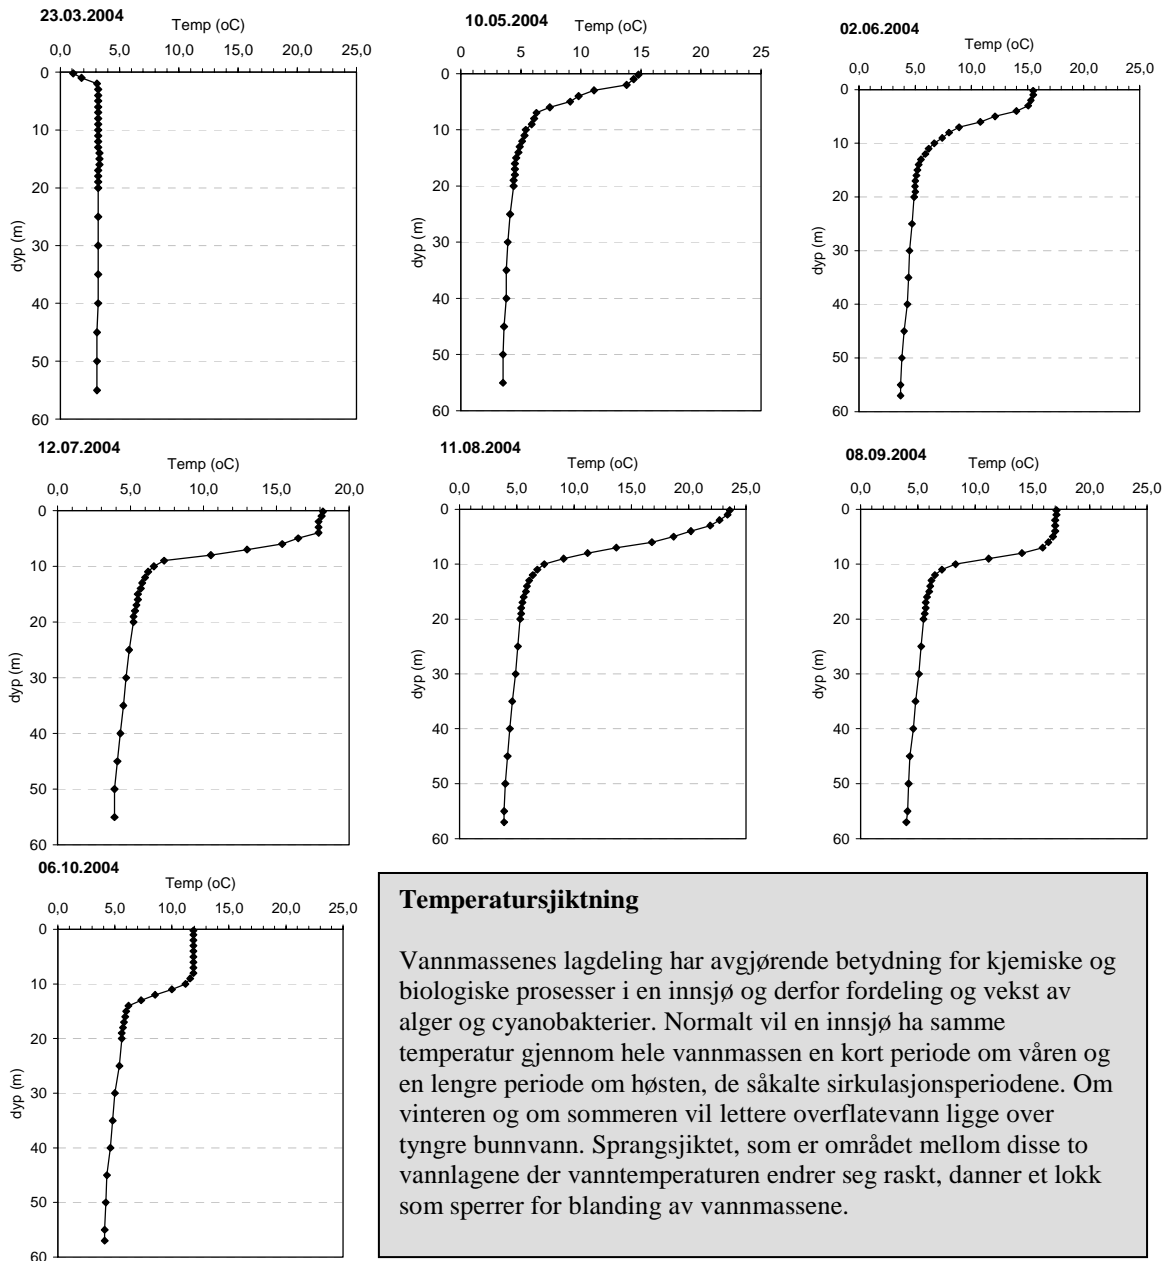 23.03.2004
Temp (oC)
0,0 5,0 10,0 15,0 20,0 25,0
0
10
20
30
40
50
60
dyp (m)
10.05.2004
Temp (oC)
0 5 10 15 20 25
0
10
20
30
40
50
60
dyp (m)
02.06.2004
Temp (oC)
0,0 5,0 10,0 15,0 20,0 25,0
0
10
20
30
40
50
60
dyp (m)
12.07.2004
Temp (oC)
0,0 5,0 10,0 15,0 20,0
0
10
20
30
40
50
60
dyp (m)
11.08.2004
Temp (oC)
0,0 5,0 10,0 15,0 20,0 25,0
0
10
20
30
40
50
60
dyp (m)
08.09.2004
Temp (oC)
0,0 5,0 10,0 15,0 20,0 25,0
0
10
20
30
40
50
60
dyp (m)
06.10.2004
Temp (oC)
0,0 5,0 10,0 15,0 20,0 25,0
0
10
20
30
40
50
60
dyp (m)
Temperatursjiktning
Vannmassenes lagdeling har avgjørende betydning for kjemiske og
biologiske prosesser i en innsjø og derfor fordeling og vekst av
alger og cyanobakterier. Normalt vil en innsjø ha samme
temperatur gjennom hele vannmassen en kort periode om våren og
en lengre periode om høsten, de såkalte sirkulasjonsperiodene. Om
vinteren og om sommeren vil lettere overflatevann ligge over
tyngre bunnvann. Sprangsjiktet, som er området mellom disse to
vannlagene der vanntemperaturen endrer seg raskt, danner et lokk
som sperrer for blanding av vannmassene.